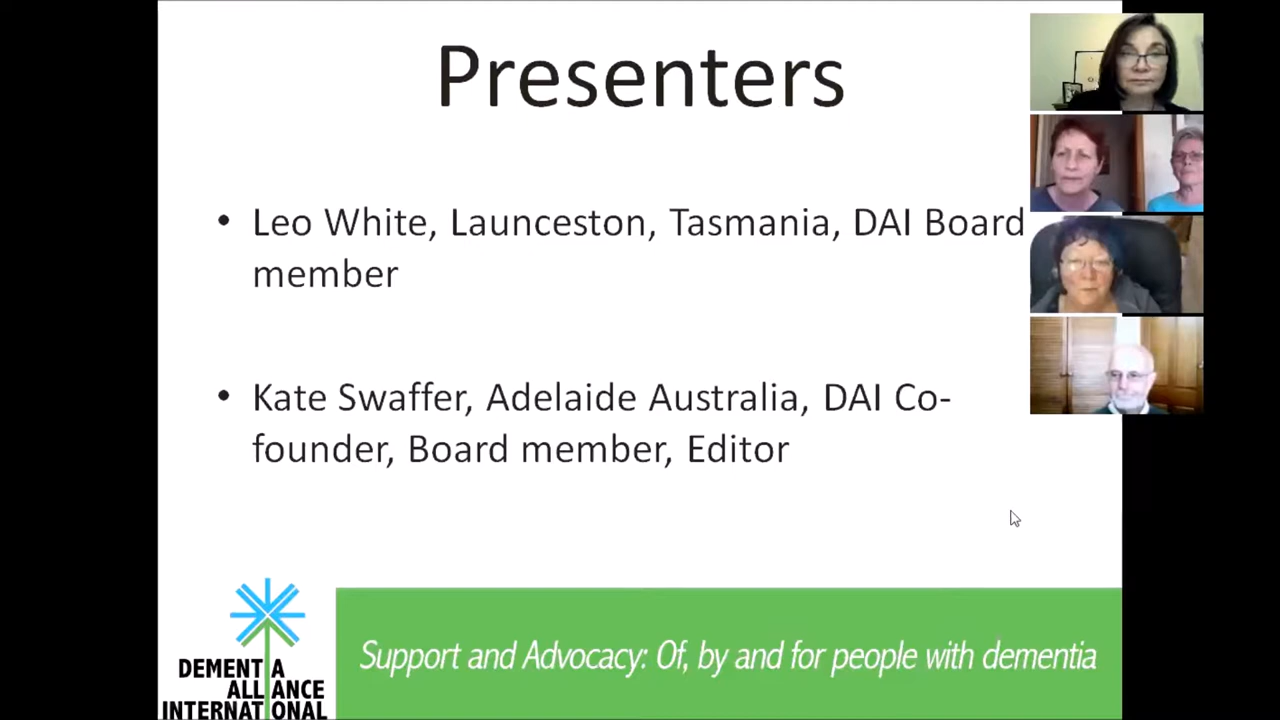 Presenters
• Leo White, Launceston, Tasmania, DAI Board
member
• Kate Swaffer, Adelaide Australia, DAI Co-
founder, Board member, Editor
DEMENTIA
ALLIANCE
INTERNATIONAL
Support and Advocacy: Of, by and for people with dementia